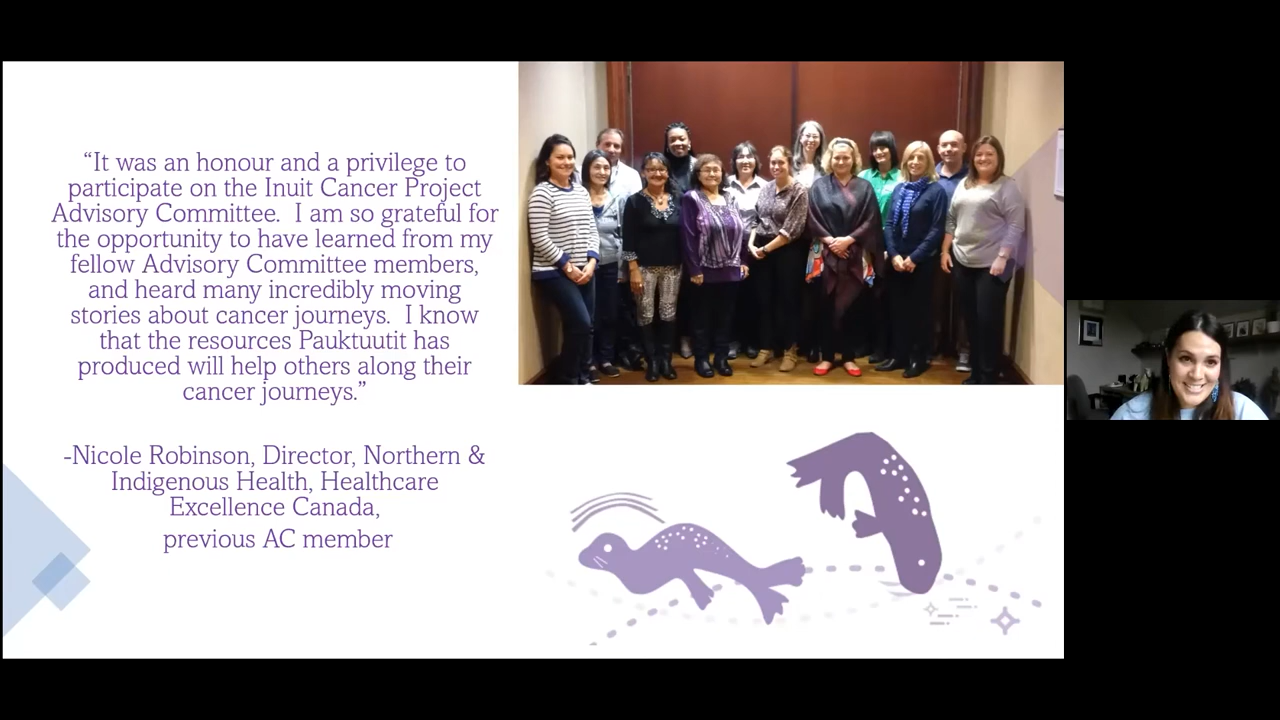 “It was an honour and a privilege to
participate on the Inuit Cancer Project
Advisory Committee.  I am so grateful for
the opportunity to have learned from my
fellow Advisory Committee members,
and heard many incredibly moving
stories about cancer journeys.  I know
that the resources Pauktuutit has
produced will help others along their
cancer journeys.”
-Nicole Robinson, Director, Northern &
Indigenous Health, Healthcare
Excellence Canada,
previous AC member